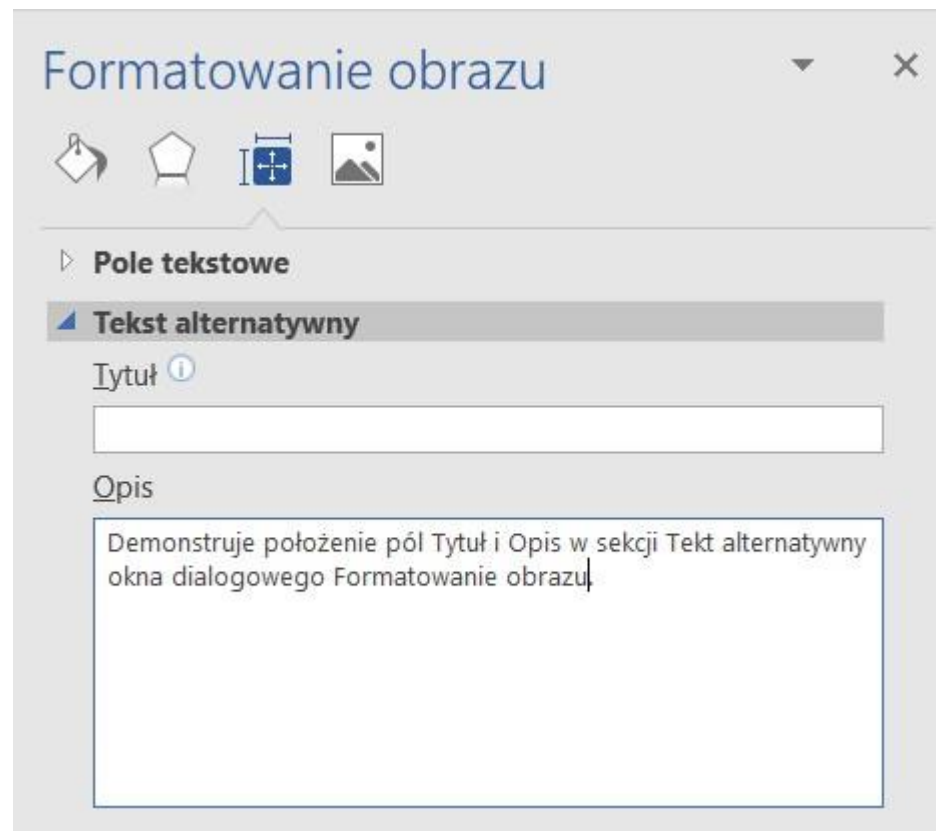 Formatowanie obrazu
Pole tekstowe
Tekst alternatywny
Tytuł
Opis
Demonstruje położenie pól Tytuł i Opis w sekcji Tekt alternatywny
okna dialogowego Formatowanie obrazu.